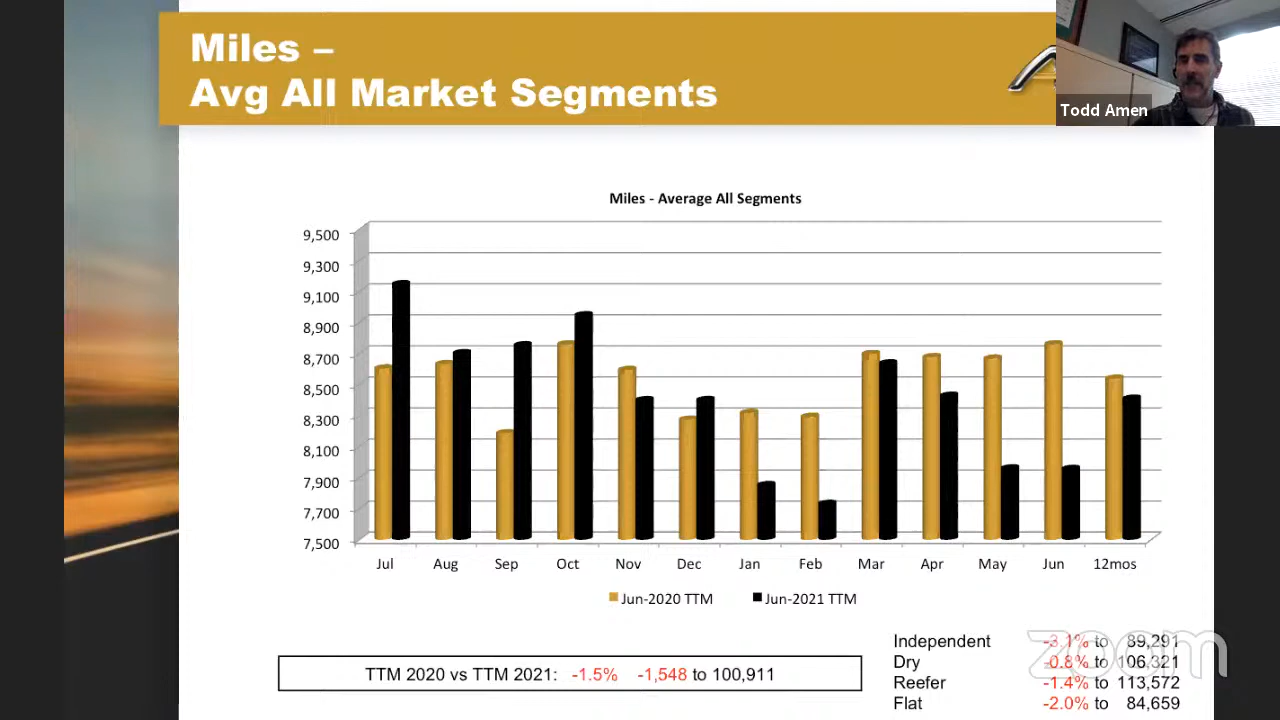 Miles –
Avg All Market Segments
Todd Amen
Miles - Average All Segments
9,500
9,300
9,100
8,900
8,700
8,500
8,300
8,100
7,900
7,700
7,500
Jul Aug Sep Oct Nov Dec Jan Feb Mar Apr May Jun 12mos
Jun-2020 TTM Jun-2021 TTM
TTM 2020 vs TTM 2021: -1.5% -1,548 to 100,911
Independent -3.1% to 89,291
Dry -0.8% to 106,321
Reefer -1.4% to 113,572
Flat -2.0% to 84,659
zoom